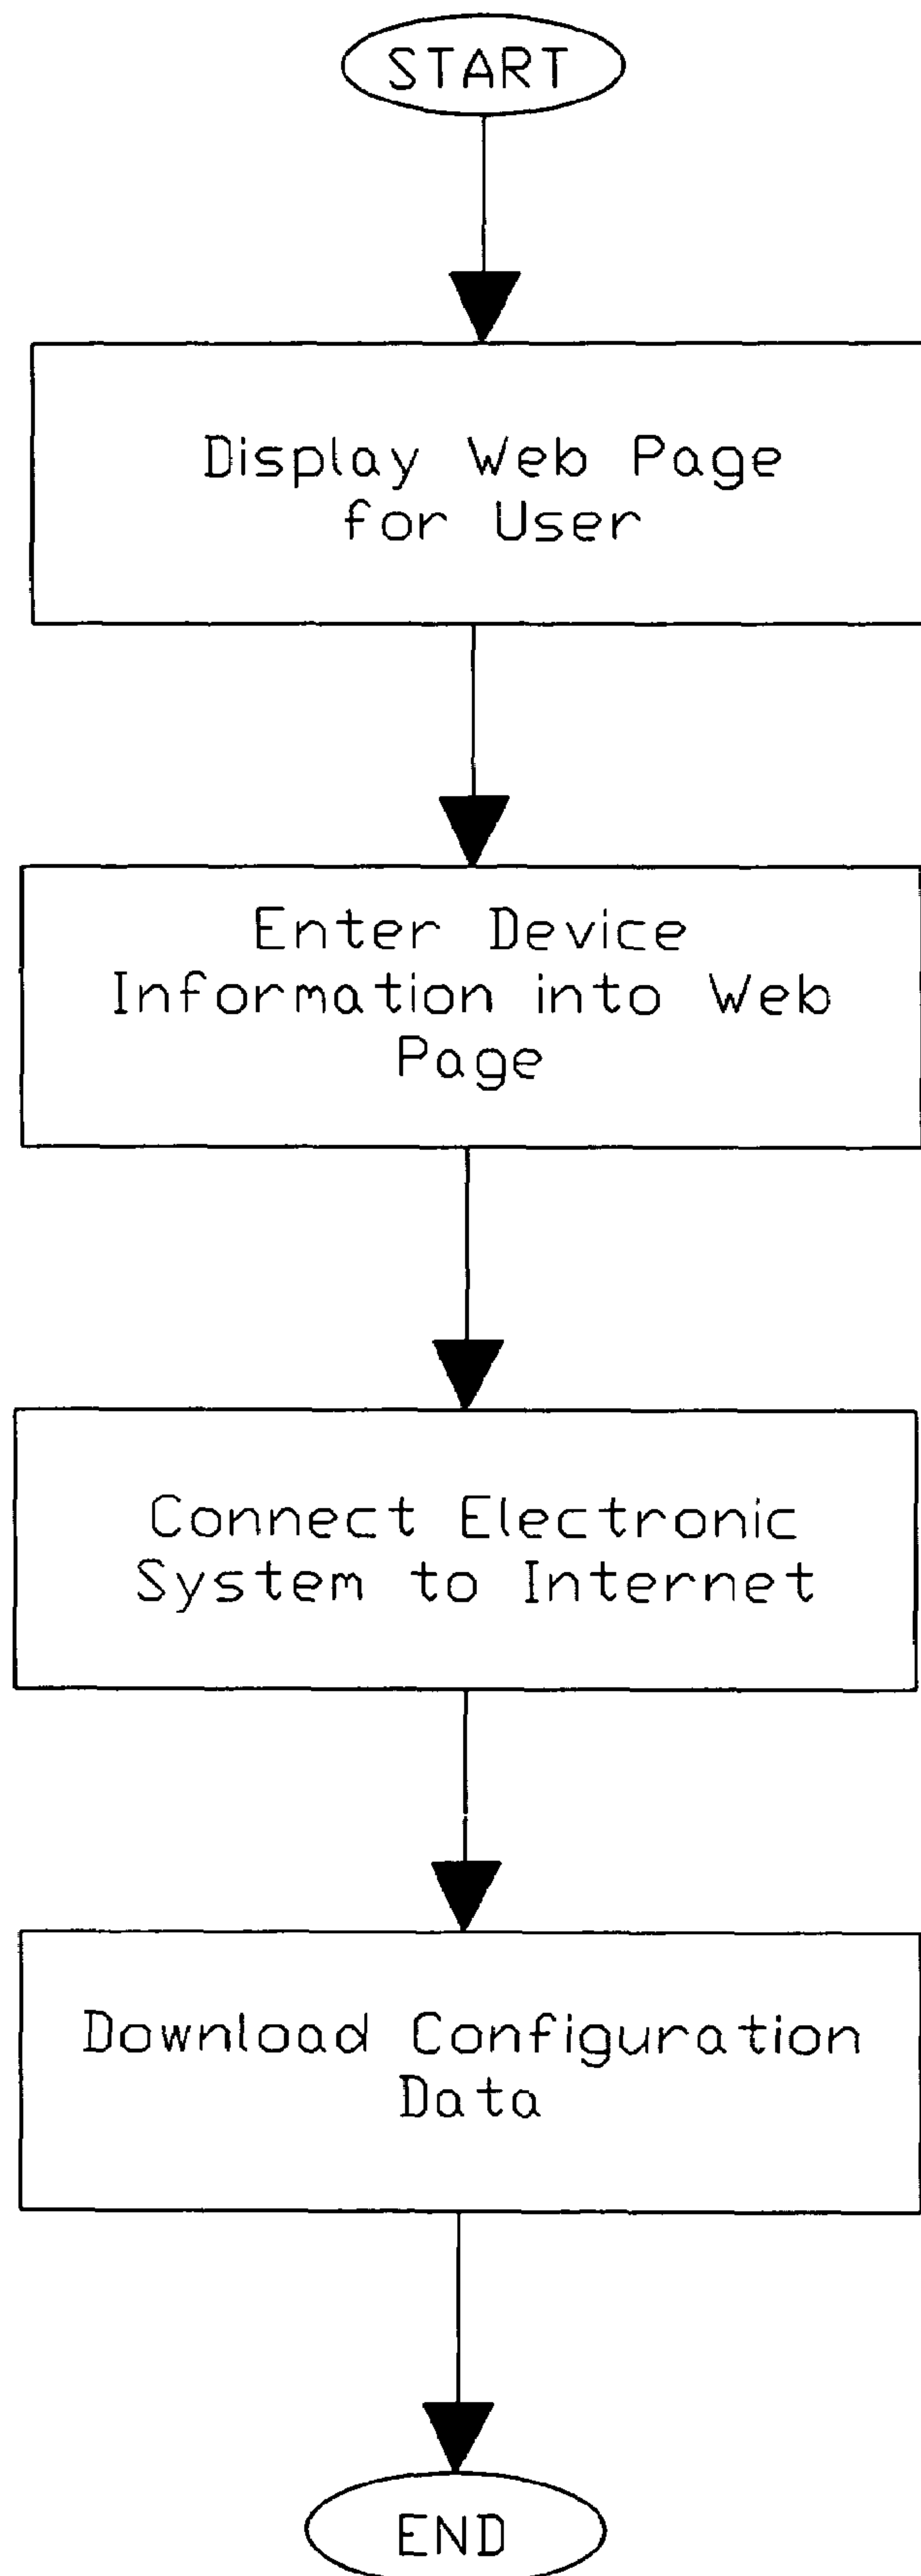 START
Display Web Page
for User
Enter Device
Information into Web
Page
Connect Electronic
System to Internet
Download Configuration
Data
END